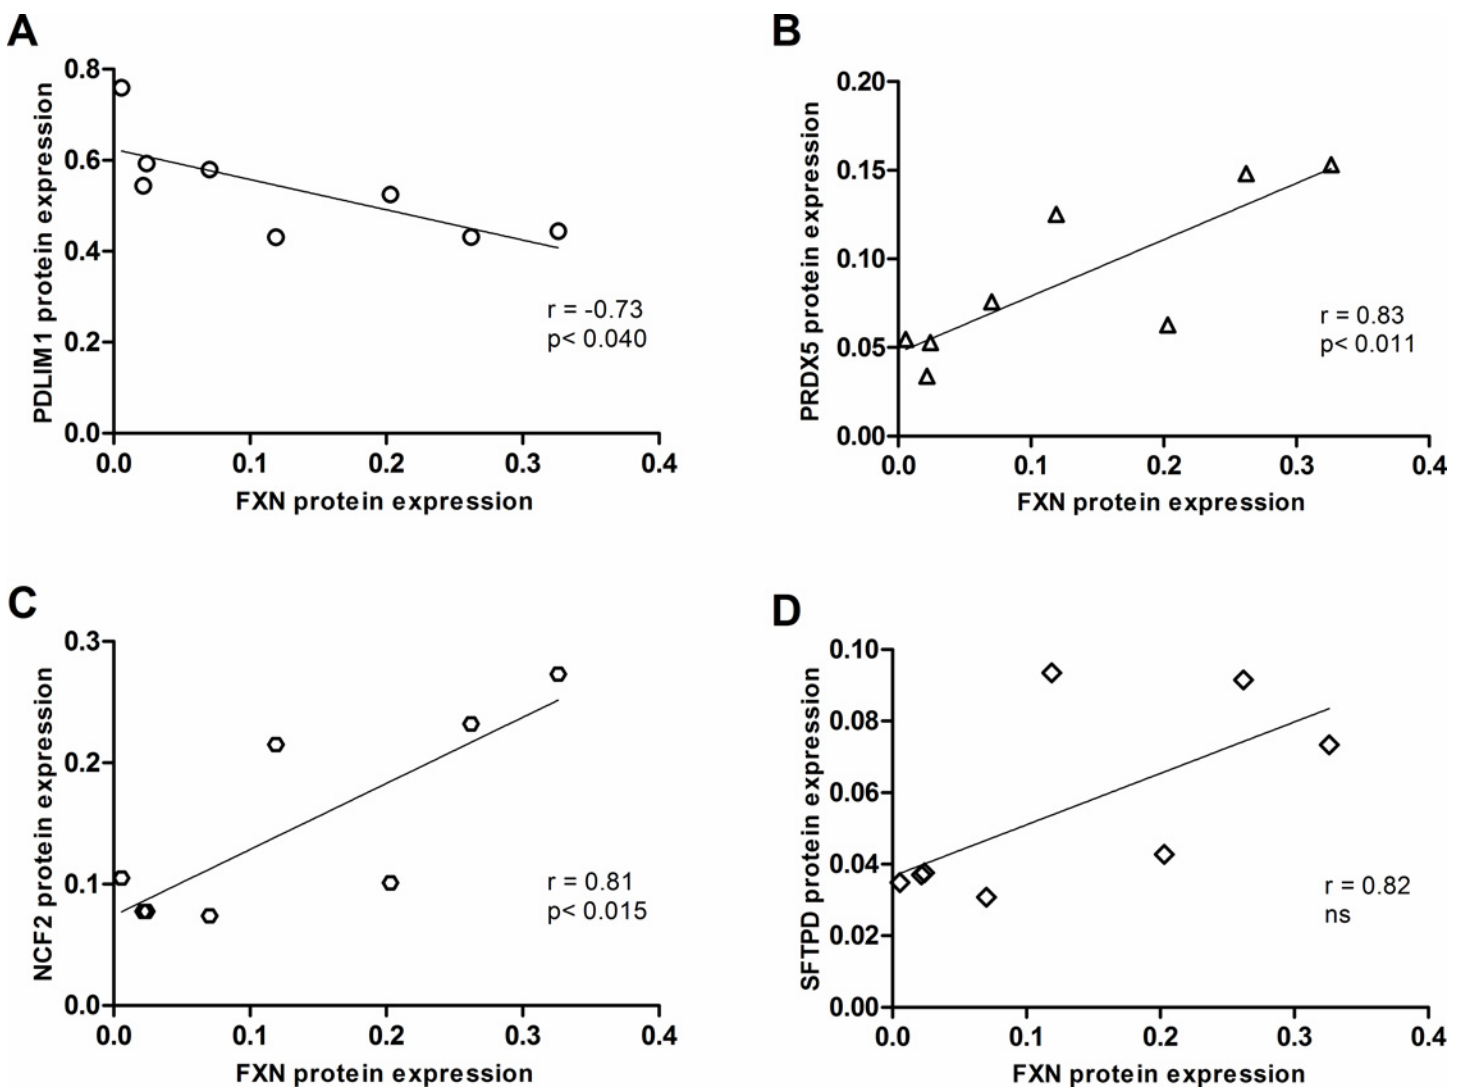 A
PDLIM1 protein expression
0.8
0.6
0.4
0.2
0.0
0.0 0.1 0.2 0.3 0.4
FXN protein expression
r = -0.73
p< 0.040
B
PRDX5 protein expression
0.20
0.15
0.10
0.05
0.00
0.0 0.1 0.2 0.3 0.4
FXN protein expression
r = 0.83
p< 0.011
C
NCF2 protein expression
0.3
0.2
0.1
0.0
0.0 0.1 0.2 0.3 0.4
FXN protein expression
r = 0.81
p< 0.015
D
SFTPD protein expression
0.10
0.08
0.06
0.04
0.02
0.00
0.0 0.1 0.2 0.3 0.4
FXN protein expression
r = 0.82
ns